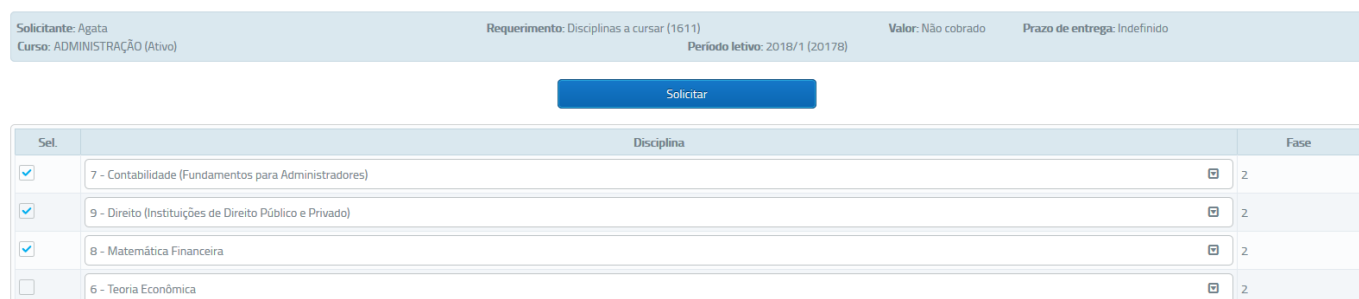 Solicitante: Agata Requerimento: Disciplinas a cursar (1611) Valor: Não cobrado Prazo de entrega: Indefinido
Curso: ADMINISTRAÇÃO (Ativo) Período letivo: 2018/1 (20178)
Solicitar
Sel. Disciplina Fase
7 - Contabilidade (Fundamentos para Administradores) 2
9 - Direito (Instituições de Direito Público e Privado) 2
8 - Matemática Financeira 2
6 - Teoria Econômica 2